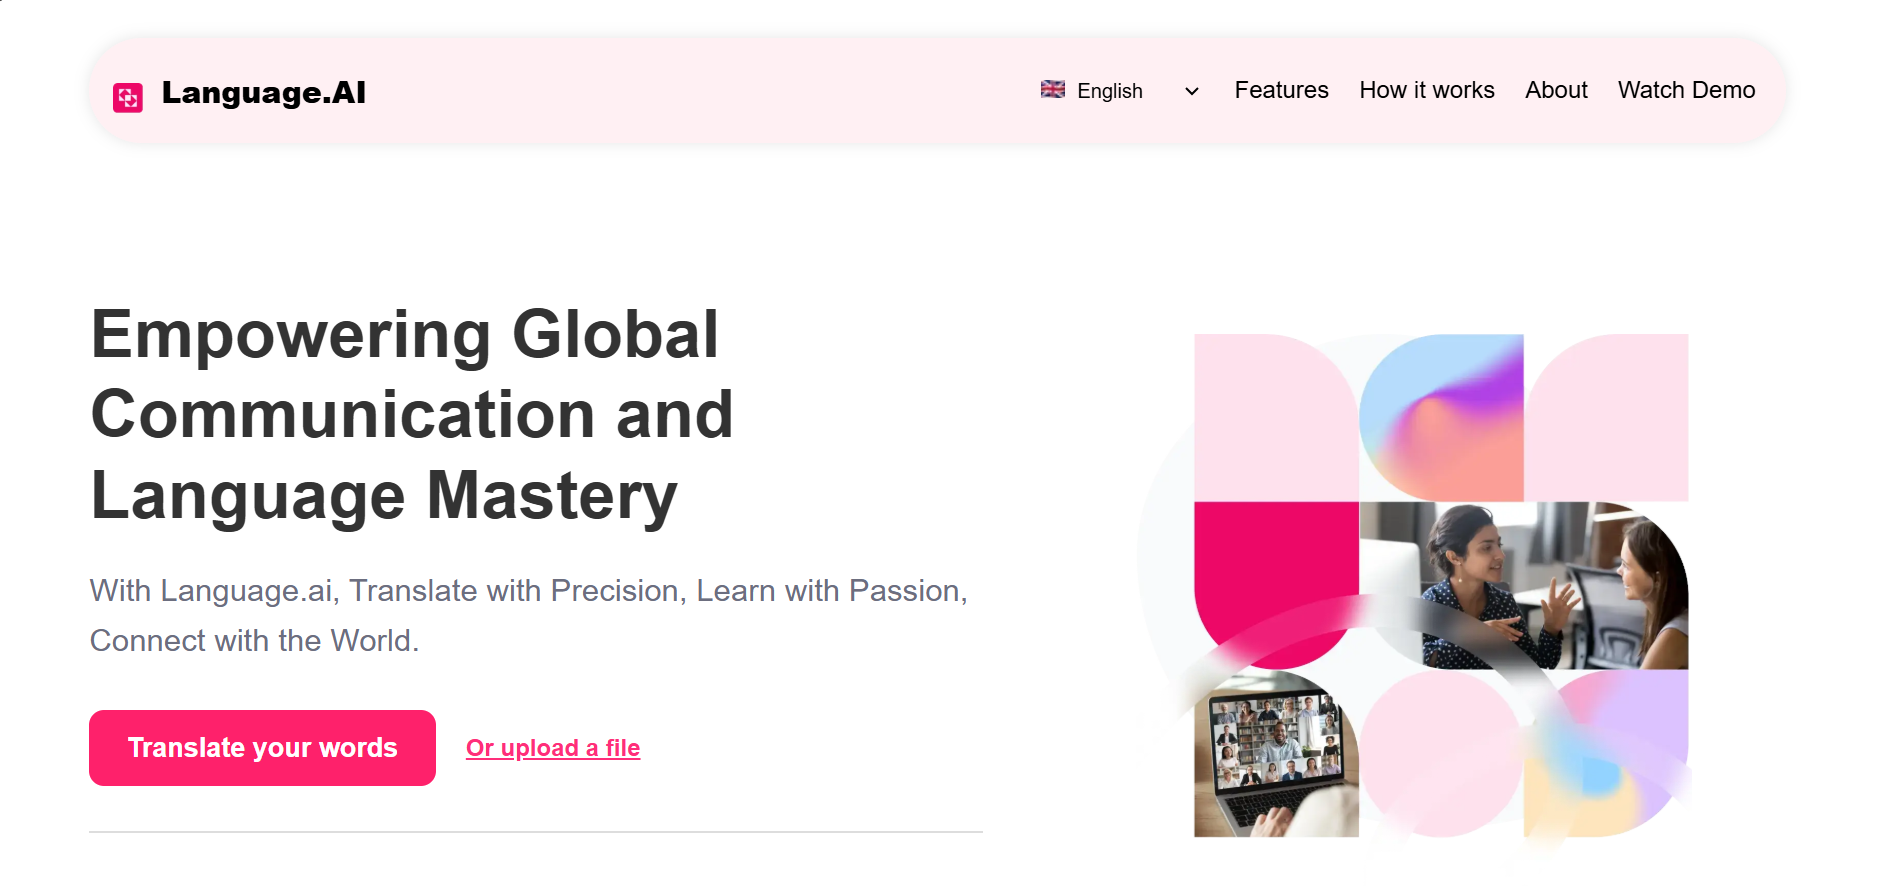 Language.AI
English
Features
How it works
About
Watch Demo
Empowering Global
Communication and
Language Mastery
With Language.ai, Translate with Precision, Learn with Passion,
Connect with the World.
Translate your words
Or upload a file